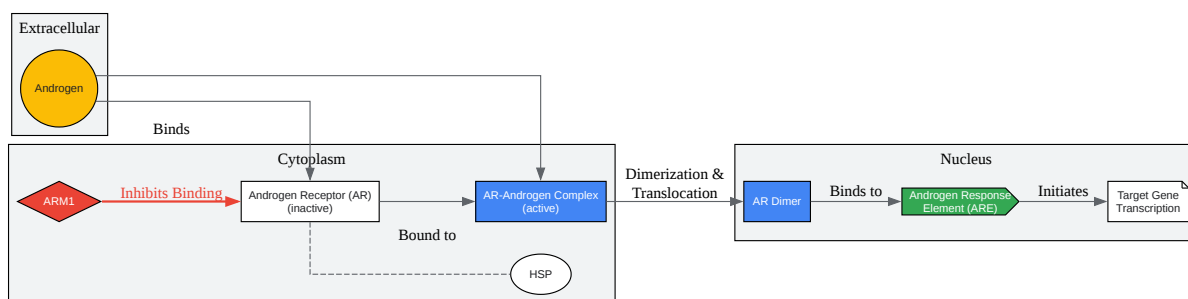 Extracellular
Androgen
Binds
Cytoplasm
ARM1
Inhibits Binding
Androgen Receptor (AR)
(inactive)
AR-Androgen Complex
(active)
Bound to
HSP
Dimerization &
Translocation
Nucleus
AR Dimer
Binds to
Androgen Response
Element (ARE)
Initiates
Target Gene
Transcription